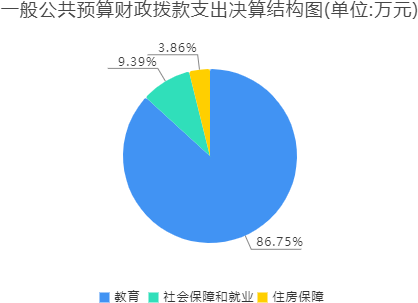 一般公共预算财政拨款支出决算结构图(单位:万元)
3.86%
9.39%
86.75%
教育 社会保障和就业 住房保障